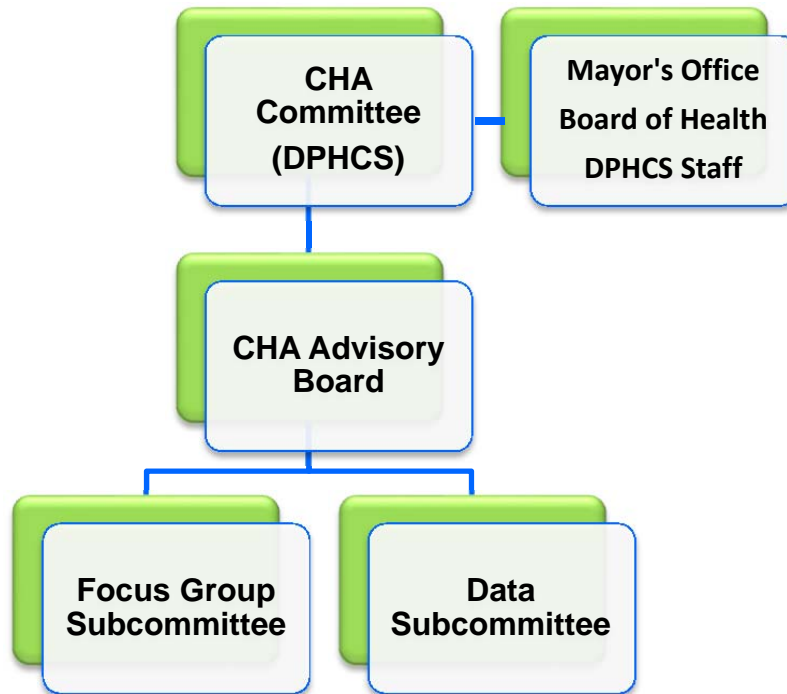 CHA
Committee
(DPHCS)
Mayor's Office
Board of Health
DPHCS Staff
CHA Advisory
Board
Focus Group
Subcommittee
Data
Subcommittee